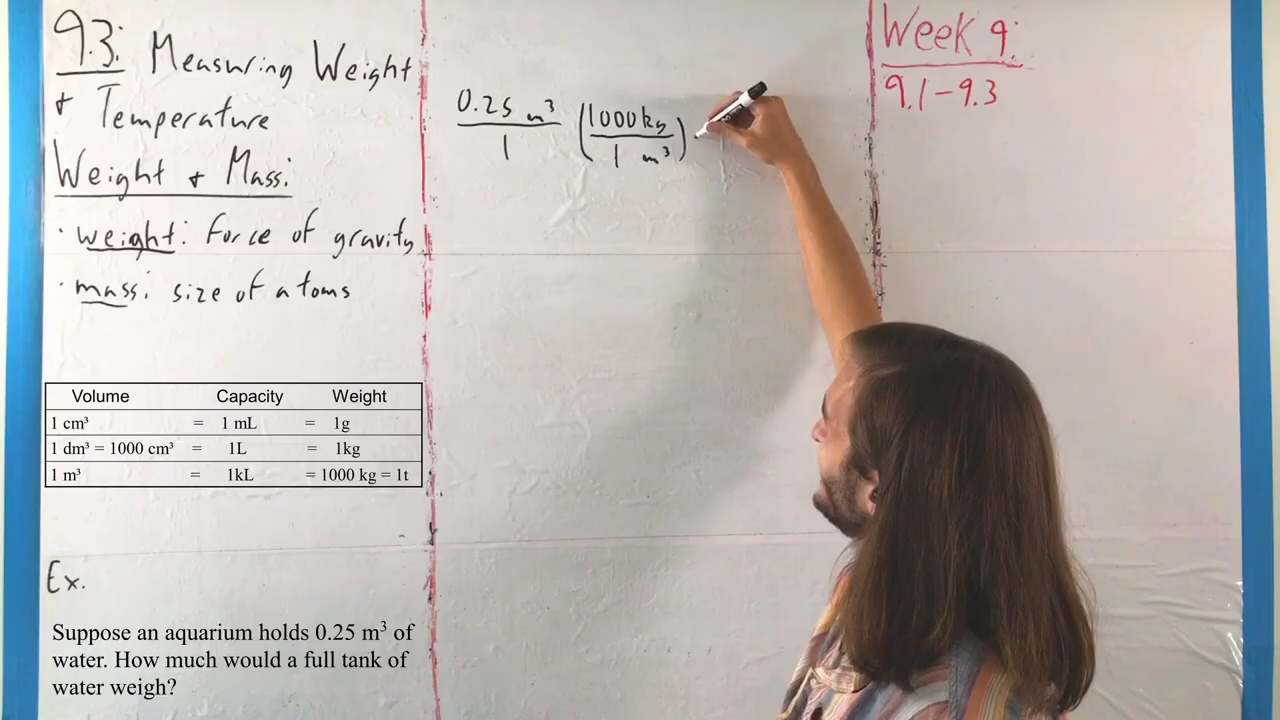 9.3: Measuring Weight
+ Temperature
Weight + Mass:
· weight: force of gravity
· mass: size of atoms
Volume Capacity Weight
1 cm³ = 1 mL = 1g
1 dm³ = 1000 cm³ = 1L = 1kg
1 m³ = 1kL = 1000 kg = 1t
Ex.
Suppose an aquarium holds 0.25 m³ of
water. How much would a full tank of
water weigh?
0.25 m³ (1000 kg
1 1 m³)
Week 9:
9.1-9.3